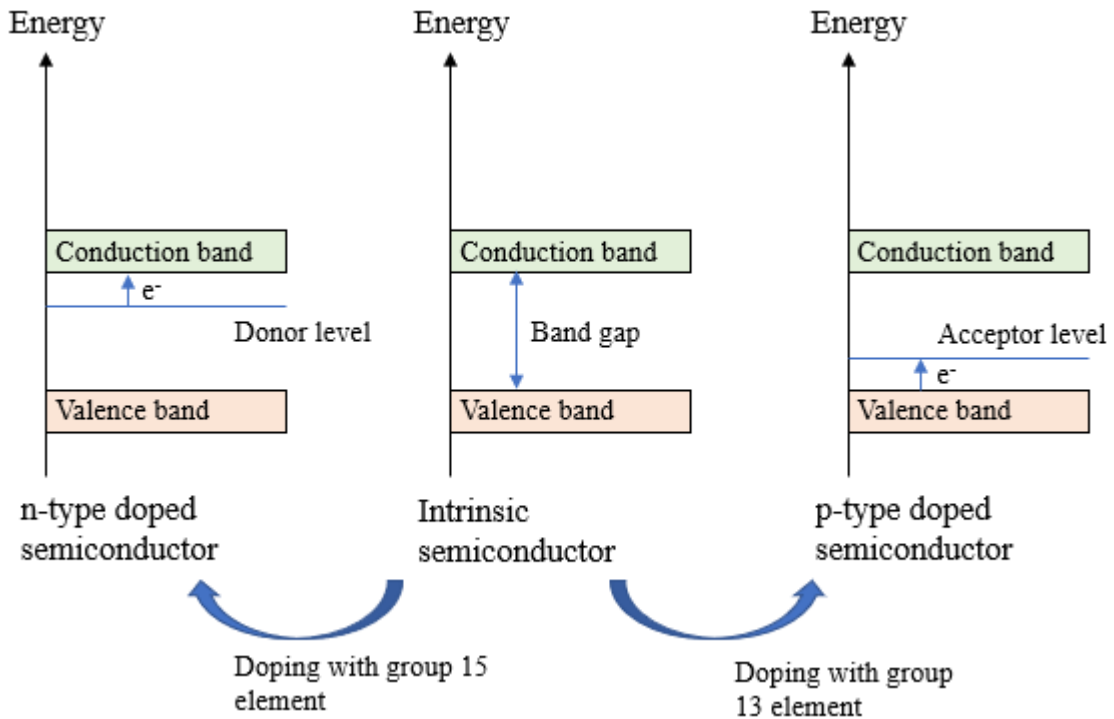 Energy
Energy
Energy
Conduction band
Conduction band
Conduction band
e-
Donor level
Band gap
Acceptor level
e-
Valence band
Valence band
Valence band
n-type doped
semiconductor
Intrinsic
semiconductor
p-type doped
semiconductor
Doping with group 15
element
Doping with group
13 element